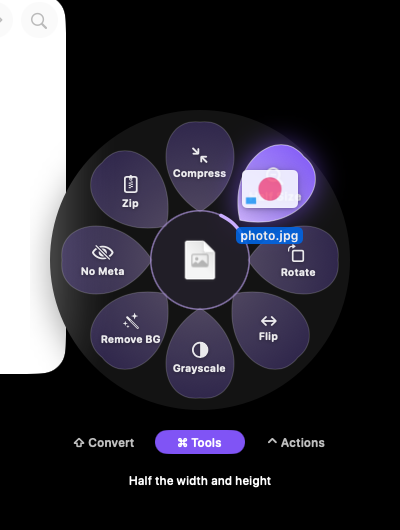 Compress
Zip
photo.jpg
No Meta
Rotate
Remove BG
Flip
Grayscale
⇧ Convert
⌘ Tools
⌃ Actions
Half the width and height